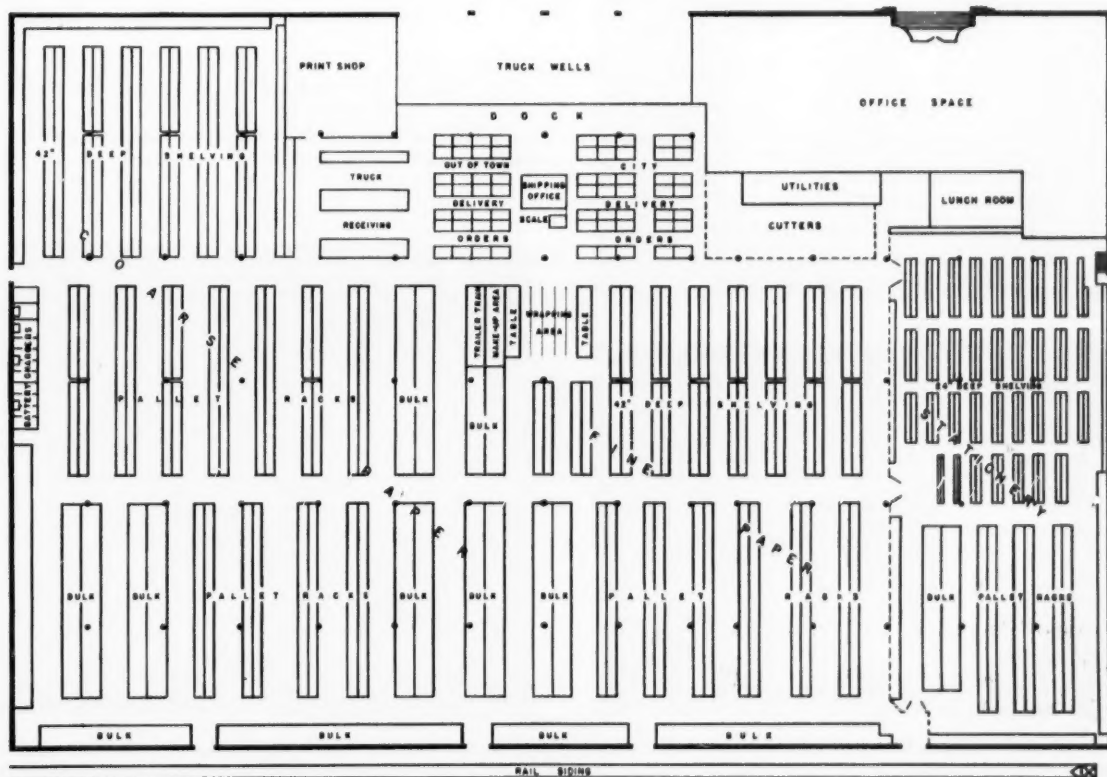 PRINT SHOP
TRUCK WELLS
OFFICE SPACE
DOCK
42" DEEP SHELVING
OUT OF TOWN
DELIVERY
ORDERS
SHIPPING
OFFICE
SCALE
CITY
DELIVERY
ORDERS
TRUCK
RECEIVING
UTILITIES
CUTTERS
LUNCH ROOM
COARSE PAPER
BATTERY CHARGERS
PALLET RACKS
BULK
BULK
TRAILER TRAIN
MAKE-UP AREA
TABLE
WRAPPING
AREA
TABLE
42" DEEP SHELVING
FINE PAPER
24" DEEP SHELVING
STATIONERY
BULK
BULK
PALLET RACKS
BULK
BULK
BULK
PALLET RACKS
BULK
PALLET RACKS
BULK
BULK
BULK
BULK
RAIL SIDING